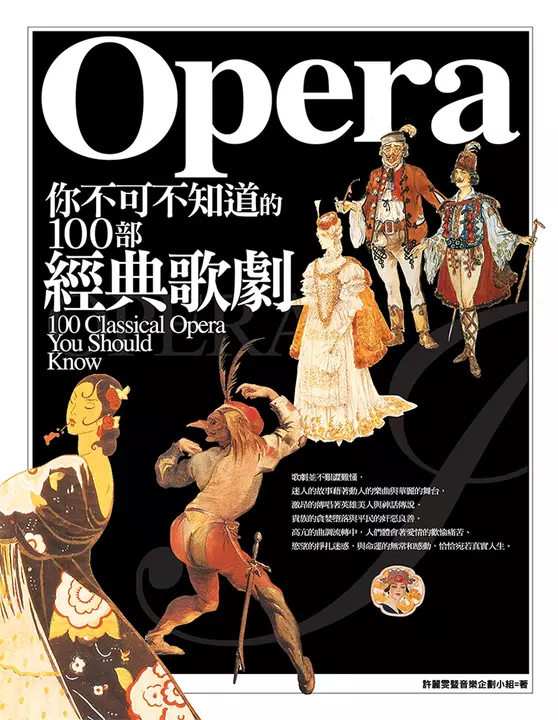 Opera
你不可不知道的
100部
經典歌劇
100 Classical Opera
You Should
Know
歌劇並不艱澀難懂，
迷人的故事藉著動人的樂曲與華麗的舞台，
激昂的傳唱著英雄美人與神話傳說、
貴族的貪婪墮落與平民的奸惡良善。
高亢的曲調流轉中，人們體會著愛情的歡愉痛苦、
慾望的掙扎迷惑，與命運的無常和感動，恰恰宛若真實人生。
許麗雯暨音樂企劃小組=著